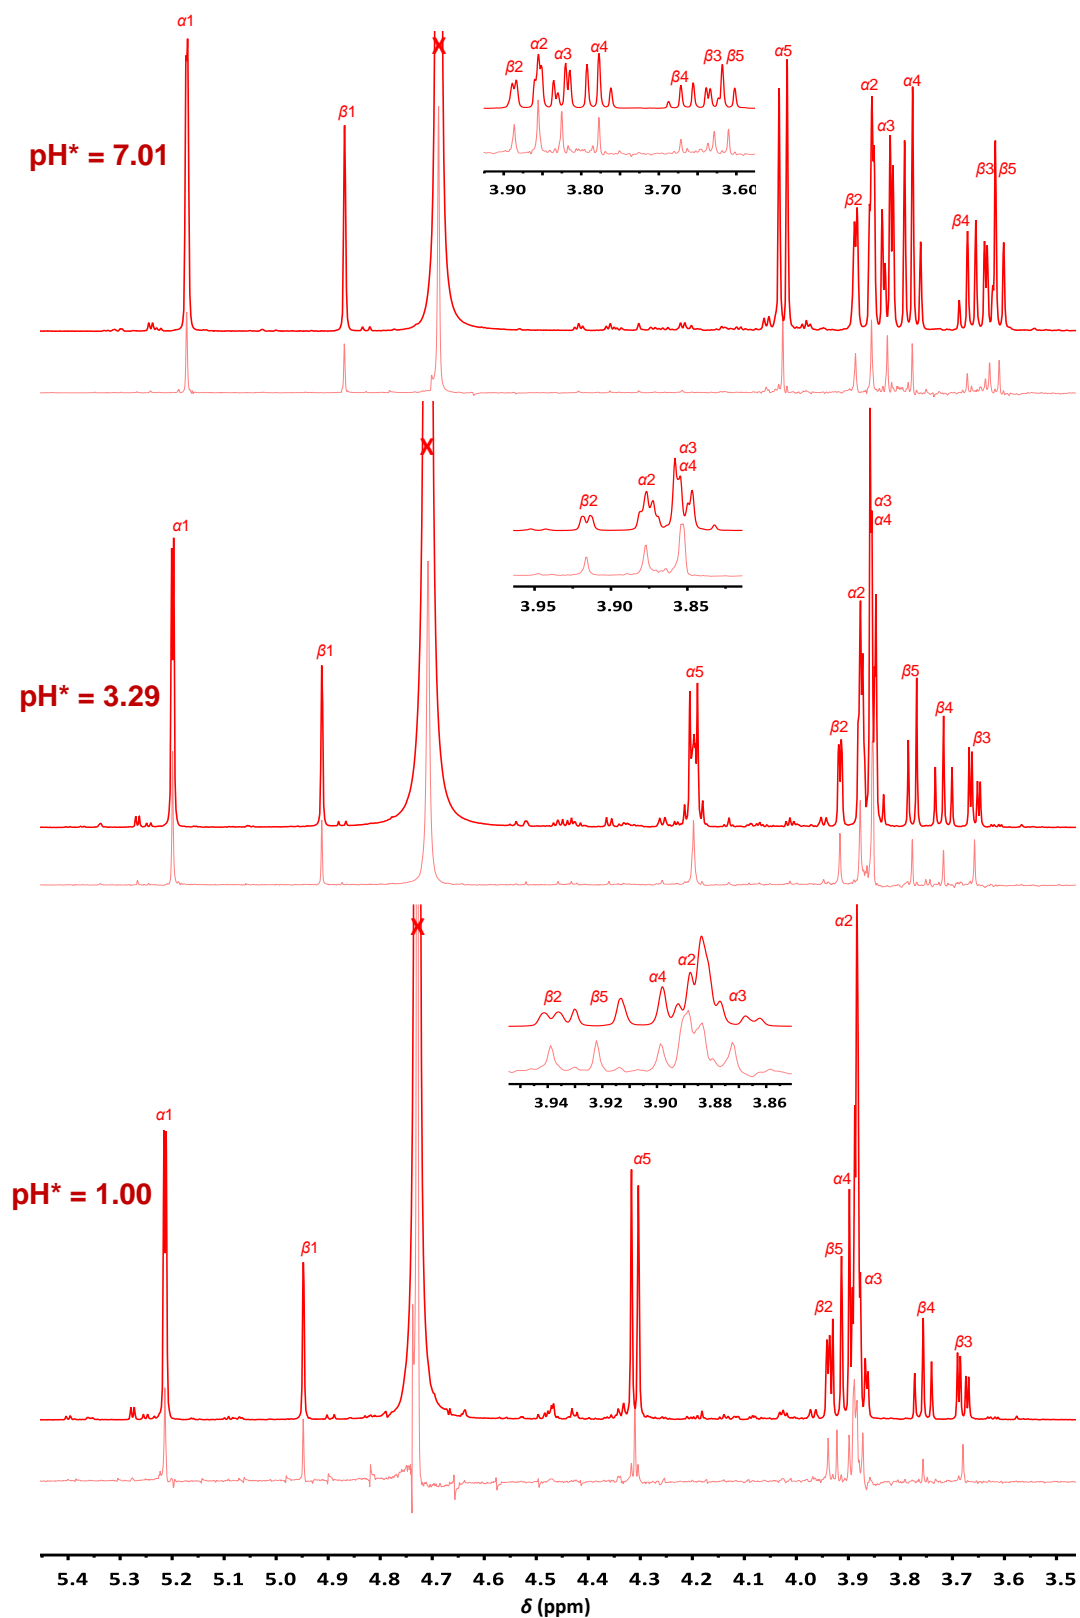 α1
β1
X
β2
α2
α3
α4
β4
β3
β5
3.90
3.80
3.70
3.60
α5
β2
α2
α3
α4
β4
β3
β5
pH* = 7.01
α1
β1
X
β2
α2
α3
α4
3.95
3.90
3.85
α5
β2
α2
α3
α4
β5
β4
β3
pH* = 3.29
α1
β1
X
β2
β5
α4
α2
α3
3.94
3.92
3.90
3.88
3.86
α5
β2
β5
α4
α2
α3
β4
β3
pH* = 1.00
5.4 5.3 5.2 5.1 5.0 4.9 4.8 4.7 4.6 4.5 4.4 4.3 4.2 4.1 4.0 3.9 3.8 3.7 3.6 3.5
δ (ppm)